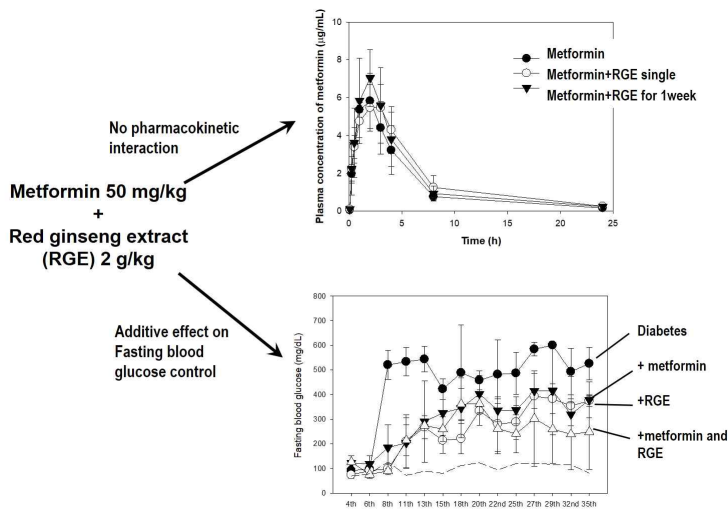 No pharmacokinetic
interaction
Metformin 50 mg/kg
+
Red ginseng extract
(RGE) 2 g/kg
Additive effect on
Fasting blood
glucose control
Plasma concentration of metformin (μg/mL)
10
8
6
4
2
0
0
5
10
15
20
25
Time (h)
Metformin
Metformin+RGE single
Metformin+RGE for 1week
Fasting blood glucose (mg/dL)
800
700
600
500
400
300
200
100
0
4th 6th 8th 11th 13th 15th 18th 20th 22nd 25th 27th 29th 32nd 35th
Diabetes
+ metformin
+RGE
+metformin and
RGE